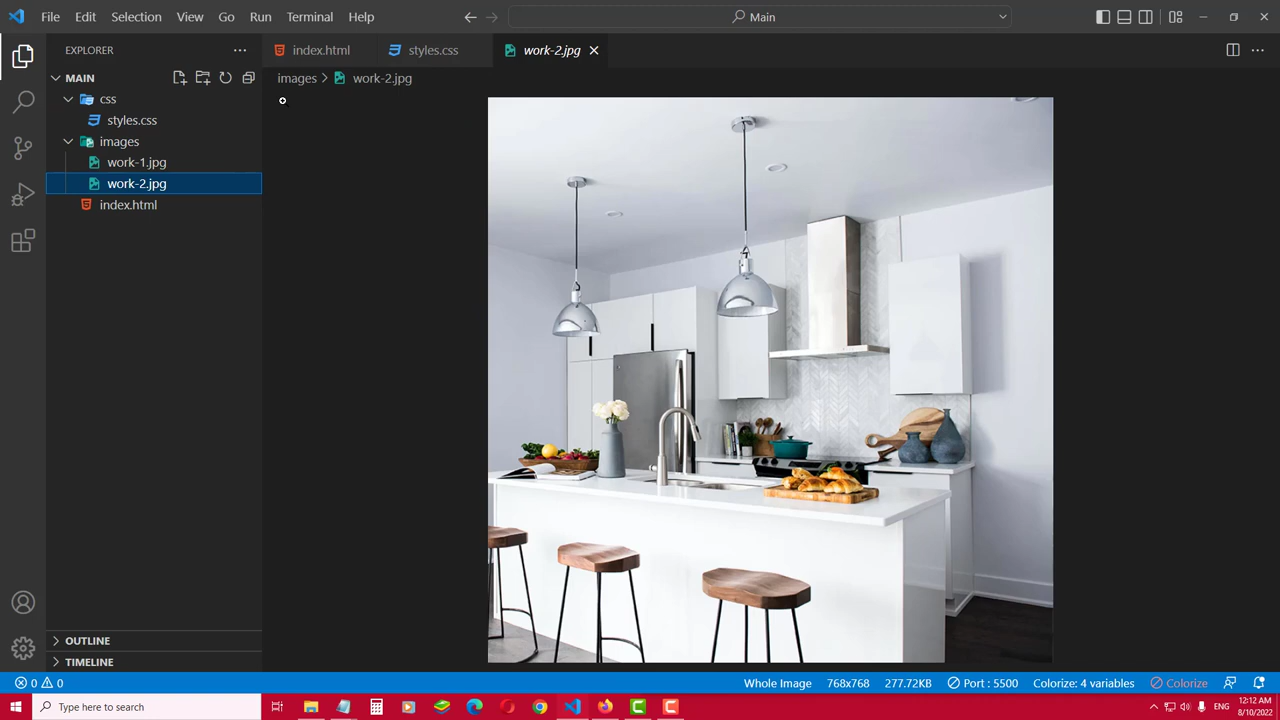 File Edit Selection View Go Run Terminal Help
Main
EXPLORER
index.html
styles.css
work-2.jpg
MAIN
images work-2.jpg
css
styles.css
images
work-1.jpg
work-2.jpg
index.html
OUTLINE
TIMELINE
0 0
Whole Image 768x768 277.72KB Port : 5500 Colorize: 4 variables Colorize
Type here to search
ENG
12:12 AM
8/10/2022